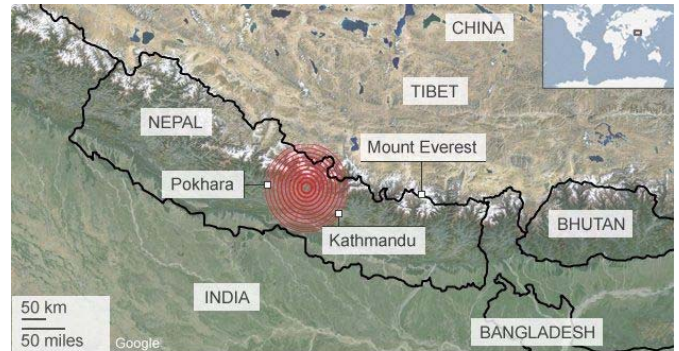 CHINA
TIBET
NEPAL
Mount Everest
Pokhara
BHUTAN
Kathmandu
INDIA
50 km
50 miles
Google
BANGLADESH